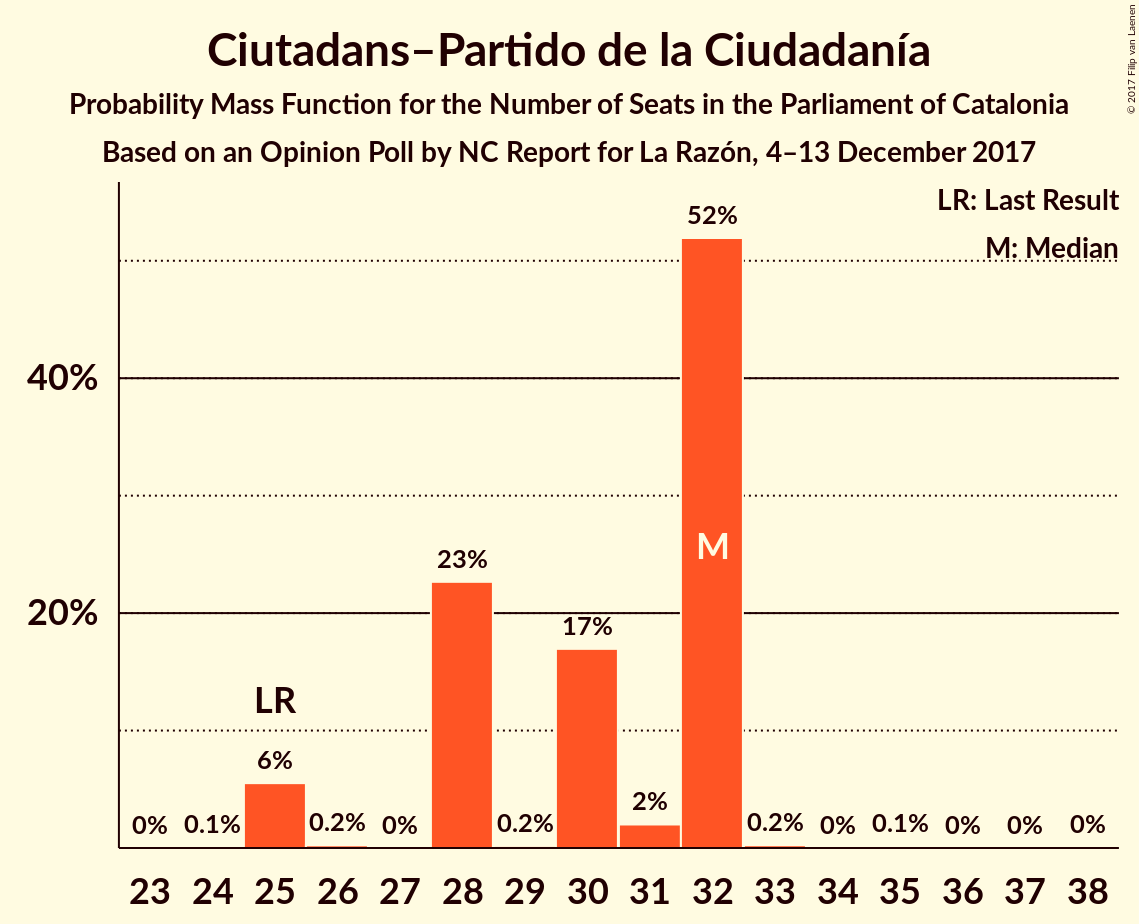 Ciutadans–Partido de la Ciudadanía
Probability Mass Function for the Number of Seats in the Parliament of Catalonia
Based on an Opinion Poll by NC Report for La Razón, 4–13 December 2017
© 2017 Filip van Laenen
LR: Last Result
M: Median
52%
40%
M
23%
20%
17%
LR
6%
2%
0% 0.1% 0.2% 0% 0.2% 0.2% 0% 0.1% 0% 0% 0%
23 24 25 26 27 28 29 30 31 32 33 34 35 36 37 38